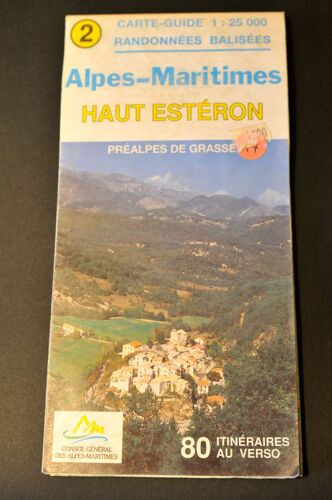 2
CARTE-GUIDE 1 : 25 000
RANDONNÉES BALISÉES
Alpes-Maritimes
HAUT ESTÉRON
PRÉALPES DE GRASSE
CONSEIL GÉNÉRAL
DES ALPES-MARITIMES
80 ITINÉRAIRES
AU VERSO